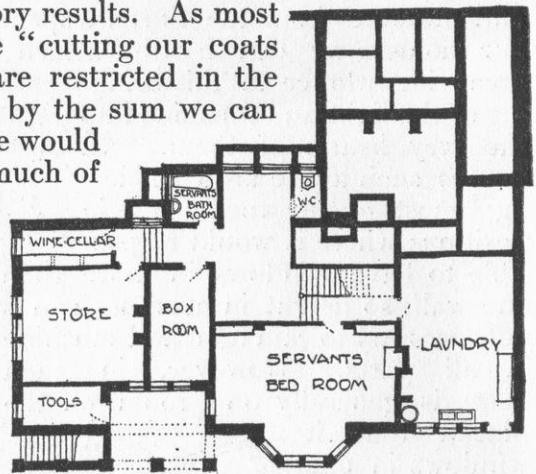 ory results. As most
e “cutting our coats
are restricted in the
by the sum we can
e would
much of
SERVANTS
BATH
ROOM
W.C.
WINE-CELLAR
STORE
BOX
ROOM
SERVANTS
BED ROOM
LAUNDRY
TOOLS